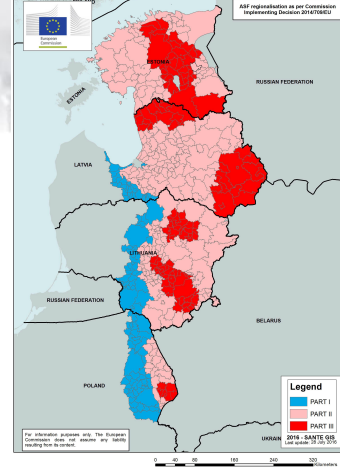 ASF regionalisation as per Commission
Implementing Decision 2014/709/EU
European
Commission
ESTONIA
RUSSIAN FEDERATION
ESTONIA
LATVIA
LITHUANIA
RUSSIAN FEDERATION
BELARUS
POLAND
Legend
PART I
PART II
PART III
2016 - SANTE GIS
Last update: 28 July 2016
For information purposes only. The European
Commission does not assume any liability
resulting from its content.
UKRAIN
0 40 80 160 240 320
Kilometers